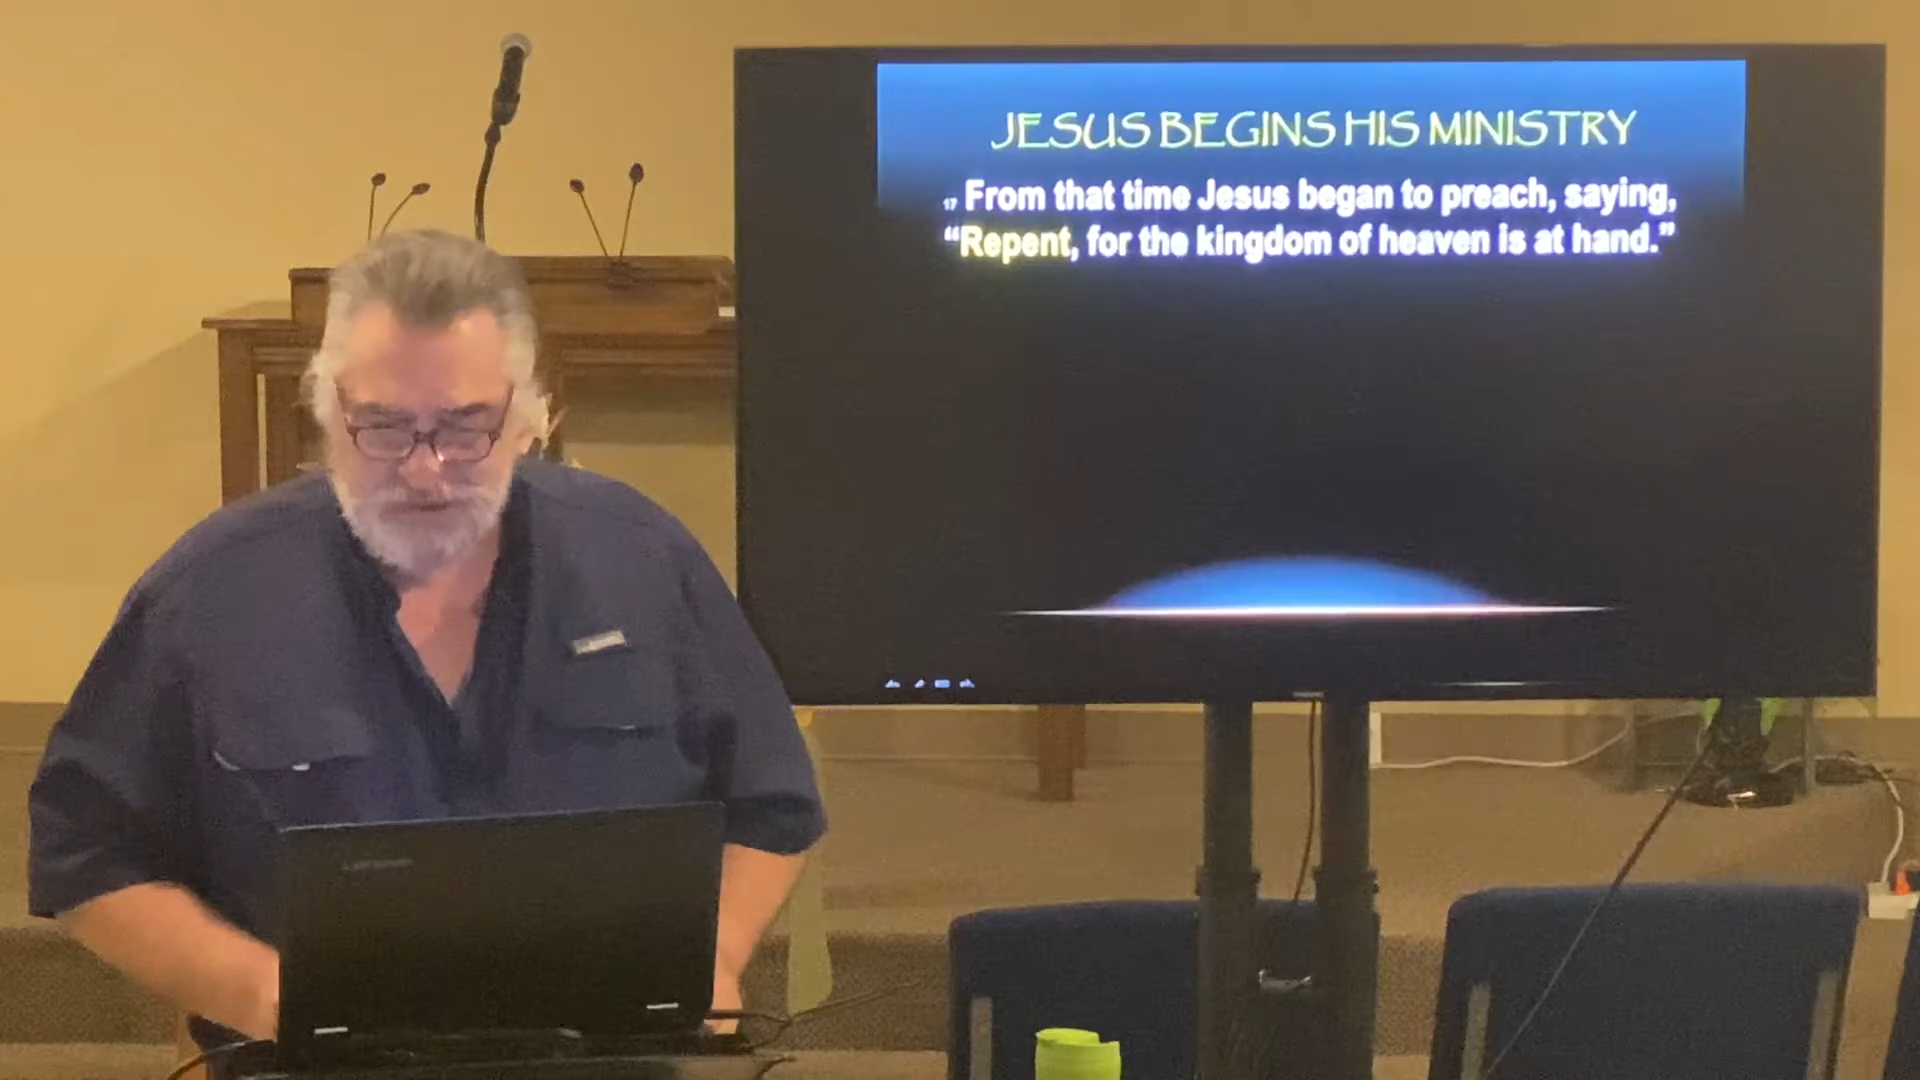 JESUS BEGINS HIS MINISTRY
17 From that time Jesus began to preach, saying,
“Repent, for the kingdom of heaven is at hand.”